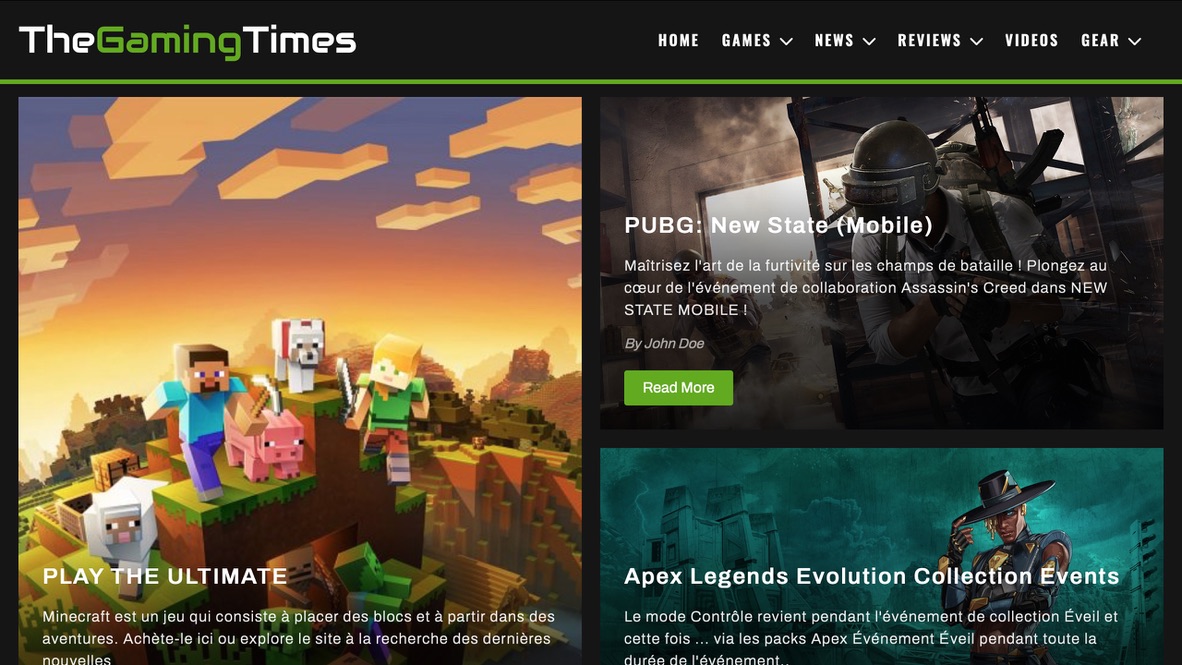 TheGamingTimes
HOME GAMES NEWS REVIEWS VIDEOS GEAR
PLAY THE ULTIMATE
Minecraft est un jeu qui consiste à placer des blocs et à partir dans des
aventures. Achète-le ici ou explore le site à la recherche des dernières
nouvelles
PUBG: New State (Mobile)
Maîtrisez l'art de la furtivité sur les champs de bataille ! Plongez au
cœur de l'événement de collaboration Assassin's Creed dans NEW
STATE MOBILE !
By John Doe
Read More
Apex Legends Evolution Collection Events
Le mode Contrôle revient pendant l'événement de collection Éveil et
cette fois ... via les packs Apex Événement Éveil pendant toute la
durée de l'événement..